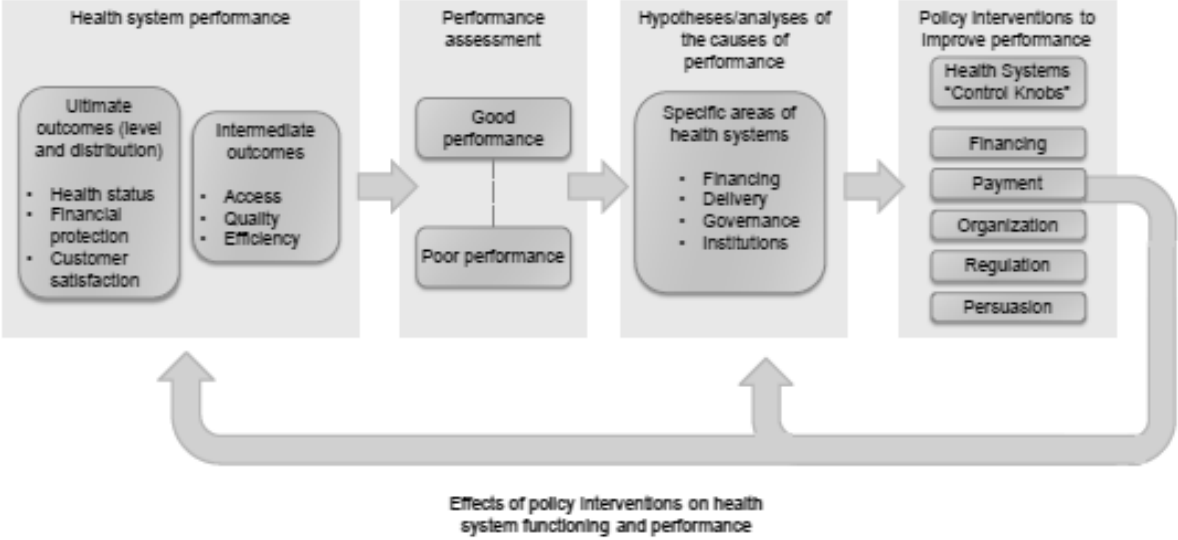 Health system performance
Ultimate
outcomes (level
and distribution)
• Health status
• Financial
protection
• Customer
satisfaction
Intermediate
outcomes
• Access
• Quality
• Efficiency
Performance
assessment
Good
performance
Poor performance
Hypotheses/analyses of
the causes of
performance
Specific areas of
health systems
• Financing
• Delivery
• Governance
• Institutions
Policy Interventions to
Improve performance
Health Systems
"Control Knobs"
Financing
Payment
Organization
Regulation
Persuasion
Effects of policy interventions on health
system functioning and performance